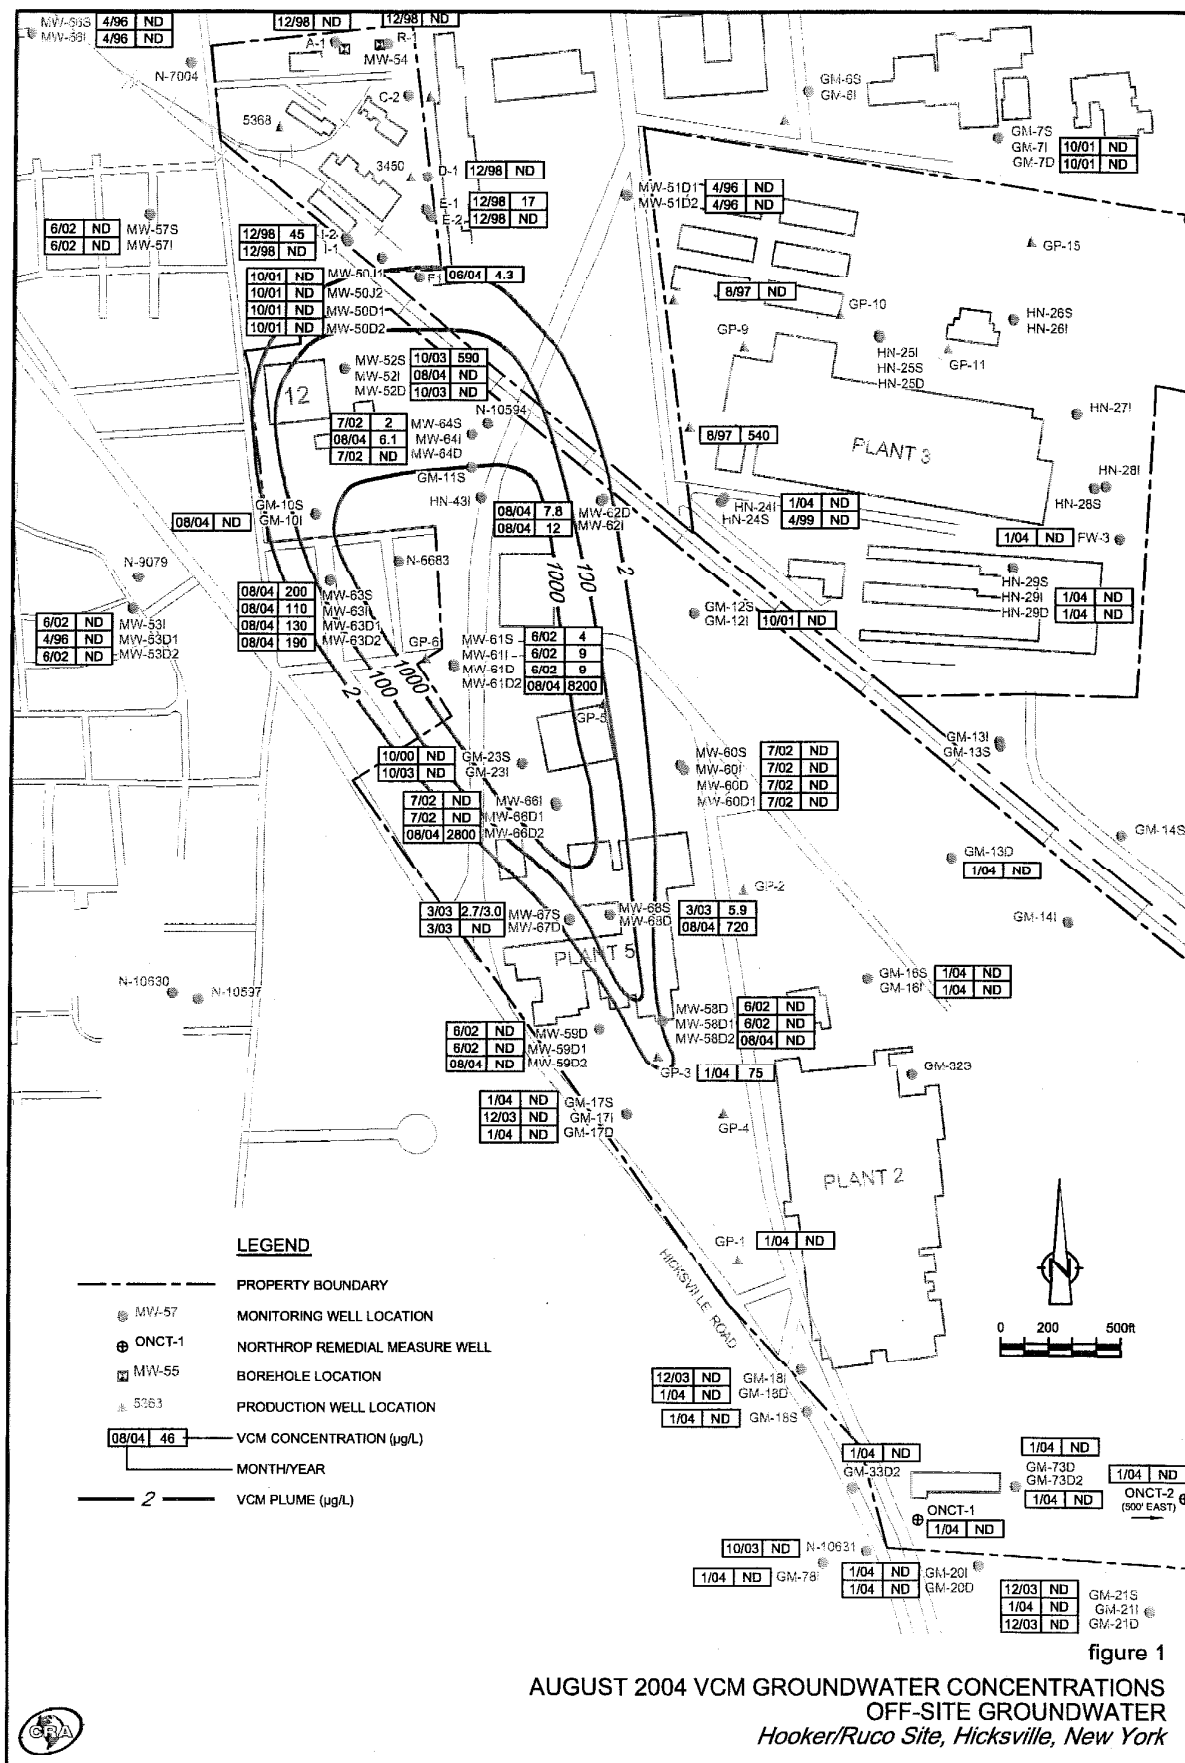 MW-56S 4/96 ND
MW-56I 4/96 ND
12/98 ND
12/98 ND
A-1
R-1
MW-54
N-7004
C-2
5368
GM-6S
GM-6I
GM-7S
GM-7I 10/01 ND
GM-7D 10/01 ND
3450
D-1 12/98 ND
E-1 12/98 17
E-2 12/98 ND
MW-51D1 4/96 ND
MW-51D2 4/96 ND
6/02 ND MW-57S
6/02 ND MW-57I
12/98 45 I-2
12/98 ND I-1
GP-15
10/01 ND MW-50J1
10/01 ND MW-50J2
10/01 ND MW-50D1
10/01 ND MW-50D2
F1 06/04 4.3
8/97 ND
GP-10
GP-9
HN-26S
HN-26I
HN-25I
HN-25S
HN-25D
GP-11
12
MW-52S 10/03 590
MW-52I 08/04 ND
MW-52D 10/03 ND
N-10594
7/02 2 MW-64S
08/04 6.1 MW-64I
7/02 ND MW-64D
8/97 540
PLANT 3
HN-27I
GM-11S
HN-28I
HN-28S
HN-43I
GM-10S
GM-10I
08/04 ND
08/04 7.8 MW-62D
08/04 12 MW-62I
HN-24I 1/04 ND
HN-24S 4/99 ND
1/04 ND FW-3
N-9079
N-6683
1000
100
2
08/04 200 MW-63S
08/04 110 MW-63I
08/04 130 MW-63D1
08/04 190 MW-63D2
HN-29S
HN-29I 1/04 ND
HN-29D 1/04 ND
6/02 ND MW-53I
4/96 ND MW-53D1
6/02 ND MW-53D2
GM-12S
GM-12I 10/01 ND
GP-6
MW-61S 6/02 4
MW-61I 6/02 9
MW-61D 6/02 9
MW-61D2 08/04 8200
2
100
1000
GP-5
10/00 ND GM-23S
10/03 ND GM-23I
MW-60S 7/02 ND
MW-60I 7/02 ND
MW-60D 7/02 ND
MW-60D1 7/02 ND
GM-13I
GM-13S
7/02 ND MW-66I
7/02 ND MW-66D1
08/04 2800 MW-66D2
GM-14S
GM-13D
1/04 ND
GP-2
3/03 2.7/3.0 MW-67S
3/03 ND MW-67D
MW-68S 3/03 5.9
MW-68D 08/04 720
GM-14I
PLANT 5
GM-16S 1/04 ND
GM-16I 1/04 ND
N-10630
N-10597
MW-58D 6/02 ND
MW-58D1 6/02 ND
MW-58D2 08/04 ND
6/02 ND MW-59D
6/02 ND MW-59D1
08/04 ND MW-59D2
GP-3 1/04 75
1/04 ND GM-17S
12/03 ND GM-17I
1/04 ND GM-17D
GP-4
PLANT 2
GP-1 1/04 ND
HICKSVILLE ROAD
LEGEND
PROPERTY BOUNDARY
MW-57 MONITORING WELL LOCATION
ONCT-1 NORTHROP REMEDIAL MEASURE WELL
MW-55 BOREHOLE LOCATION
5363 PRODUCTION WELL LOCATION
08/04 46 VCM CONCENTRATION (µg/L)
MONTH/YEAR
2 VCM PLUME (µg/L)
N
0 200 500ft
12/03 ND GM-18I
1/04 ND GM-18D
1/04 ND GM-18S
1/04 ND
GM-33D2
1/04 ND
GM-73D
GM-73D2
1/04 ND
1/04 ND
ONCT-2
(500' EAST)
ONCT-1
1/04 ND
10/03 ND N-10631
1/04 ND GM-78I
1/04 ND GM-20I
1/04 ND GM-20D
12/03 ND GM-21S
1/04 ND GM-21I
12/03 ND GM-21D
figure 1
AUGUST 2004 VCM GROUNDWATER CONCENTRATIONS
OFF-SITE GROUNDWATER
Hooker/Ruco Site, Hicksville, New York
CRA